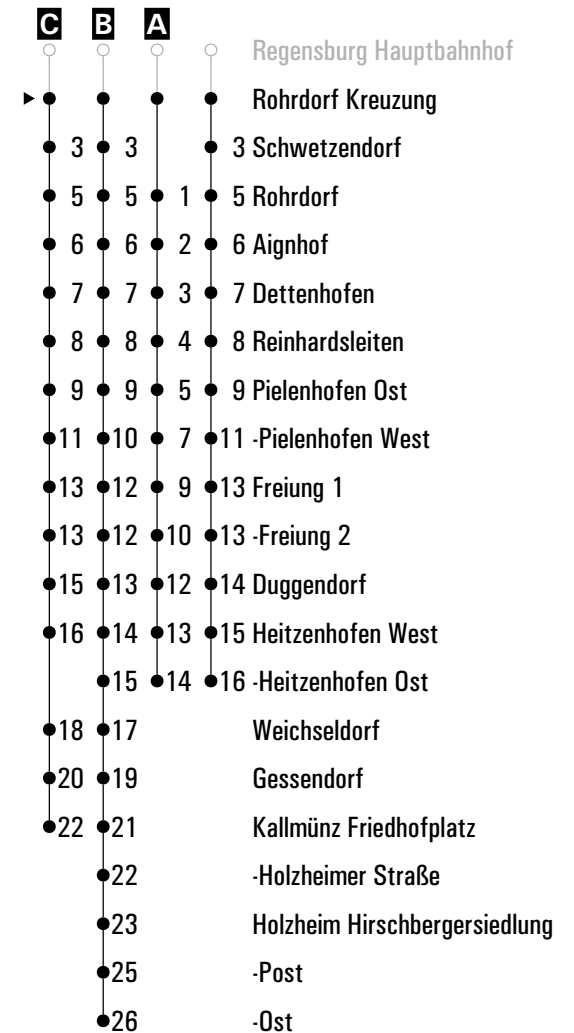 C B A
Regensburg Hauptbahnhof
Rohrdorf Kreuzung
3 3 3 Schwetzendorf
5 5 1 5 Rohrdorf
6 6 2 6 Aignhof
7 7 3 7 Dettenhofen
8 8 4 8 Reinhardsleiten
9 9 5 9 Pielenhofen Ost
11 10 7 11 -Pielenhofen West
13 12 9 13 Freiung 1
13 12 10 13 -Freiung 2
15 13 12 14 Duggendorf
16 14 13 15 Heitzenhofen West
15 14 16 -Heitzenhofen Ost
18 17 Weichseldorf
20 19 Gessendorf
22 21 Kallmünz Friedhofplatz
22 -Holzheimer Straße
23 Holzheim Hirschbergersiedlung
25 -Post
26 -Ost